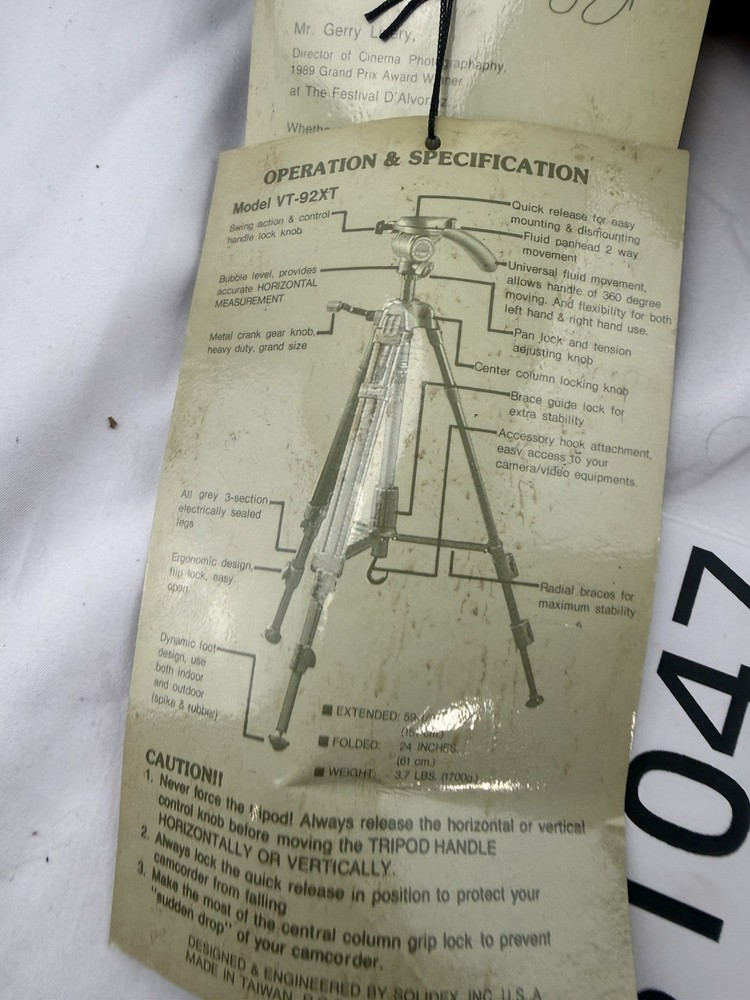 Mr. Gerry
Director of Cinema
1989 Grand Prix Award
at The Festival
OPERATION & SPECIFICATION
Model VT-92XT
Swing action & control
handle lock knob
Bubble level, provides
accurate HORIZONTAL
MEASUREMENT
Metal crank gear knob,
heavy duty, grand size
All grey 3-section
electrically sealed
legs
Ergonomic design,
flip lock, easy
open.
Dynamic foot
design, use
both indoor
and outdoor
(spike & rubber)
Quick release for easy
mounting & dismounting
Fluid panhead 2 way
movement
Universal fluid movement,
allows handle of 360 degree
moving. And flexibility for both
left hand & right hand use.
Pan lock and tension
adjusting knob
Center column locking knob
Brace guide lock for
extra stability
Accessory hook attachment,
easy access to your
camera/video equipments.
Radial braces for
maximum stability
EXTENDED:
FOLDED: 24 INCHES.
(61 cm.)
WEIGHT: 3.7 LBS. (1700g.)
CAUTION!!
1. Never force the tripod! Always release the horizontal or vertical
control knob before moving the TRIPOD HANDLE
HORIZONTALLY OR VERTICALLY.
2. Always lock the quick release in position to protect your
camcorder from falling
3. Make the most of the central column grip lock to prevent
"sudden drop" of your camcorder.
DESIGNED & ENGINEERED BY SOLIDEX, INC. U.S.A.
MADE IN TAIWAN,
1047